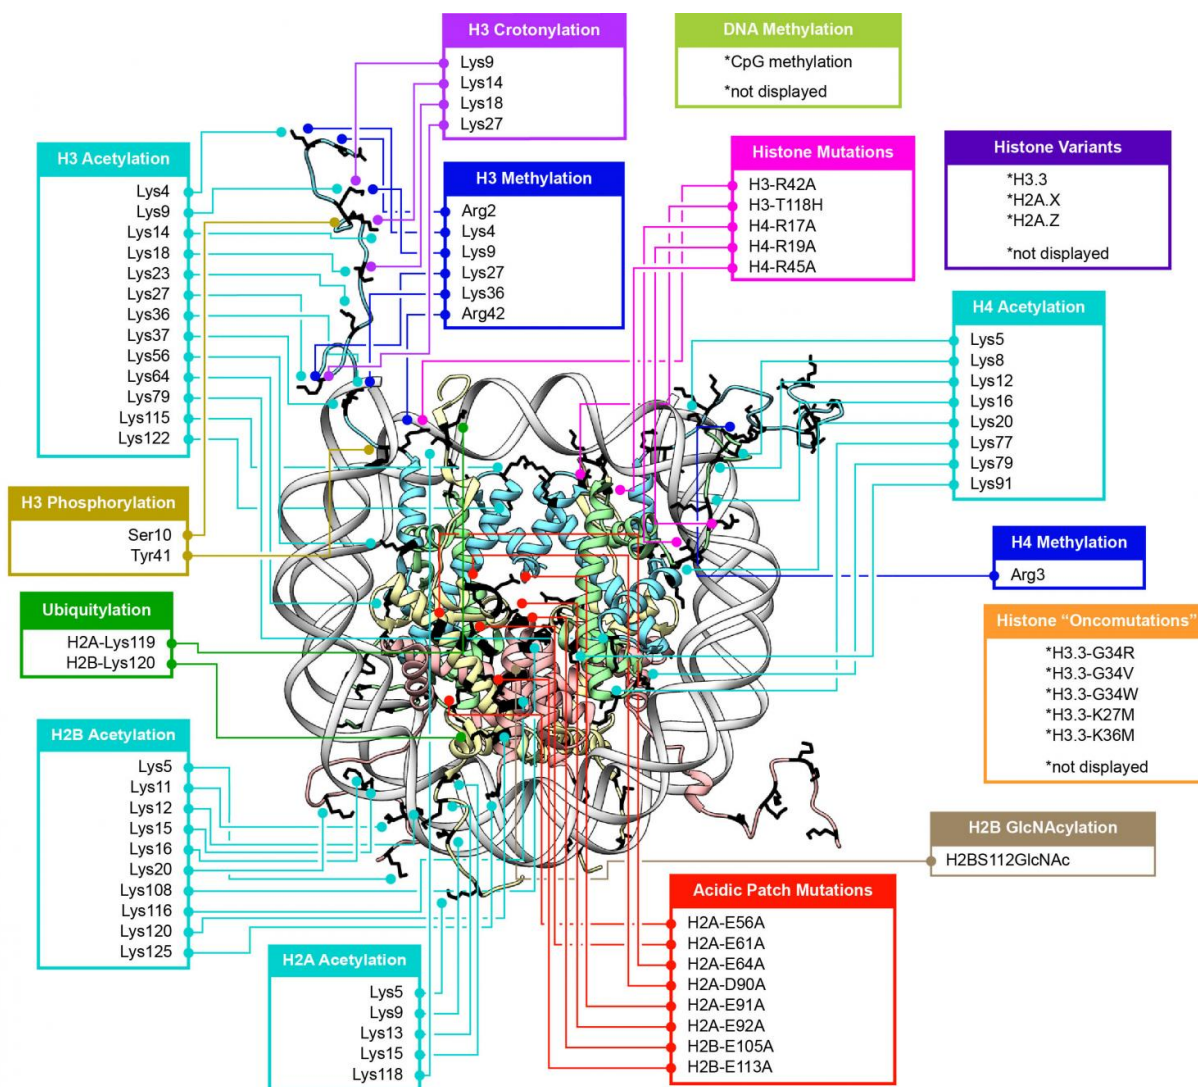 H3 Crotonylation
Lys9
Lys14
Lys18
Lys27
DNA Methylation
*CpG methylation
*not displayed
H3 Acetylation
Lys4
Lys9
Lys14
Lys18
Lys23
Lys27
Lys36
Lys37
Lys56
Lys64
Lys79
Lys115
Lys122
H3 Methylation
Arg2
Lys4
Lys9
Lys27
Lys36
Arg42
Histone Mutations
H3-R42A
H3-T118H
H4-R17A
H4-R19A
H4-R45A
Histone Variants
*H3.3
*H2A.X
*H2A.Z
*not displayed
H4 Acetylation
Lys5
Lys8
Lys12
Lys16
Lys20
Lys77
Lys79
Lys91
H3 Phosphorylation
Ser10
Tyr41
H4 Methylation
Arg3
Ubiquitylation
H2A-Lys119
H2B-Lys120
Histone “Oncomutations”
*H3.3-G34R
*H3.3-G34V
*H3.3-G34W
*H3.3-K27M
*H3.3-K36M
*not displayed
H2B Acetylation
Lys5
Lys11
Lys12
Lys15
Lys16
Lys20
Lys108
Lys116
Lys120
Lys125
H2B GlcNAcylation
H2BS112GlcNAc
Acidic Patch Mutations
H2A-E56A
H2A-E61A
H2A-E64A
H2A-D90A
H2A-E91A
H2A-E92A
H2B-E105A
H2B-E113A
H2A Acetylation
Lys5
Lys9
Lys13
Lys15
Lys118